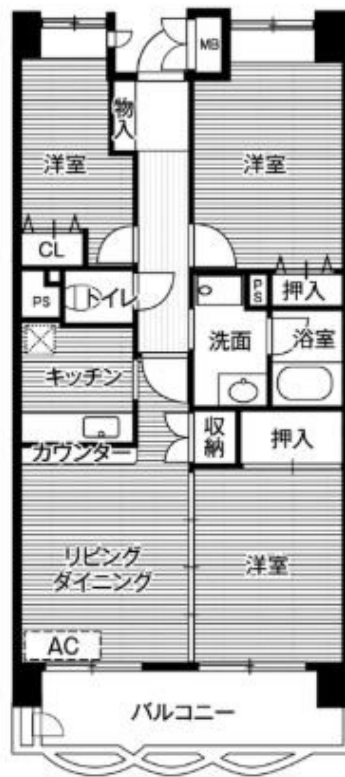 MB
物入
洋室
洋室
CL
PS
トイレ
PS
押入
洗面
浴室
キッチン
カウンター
収納
押入
リビング
ダイニング
洋室
AC
バルコニー